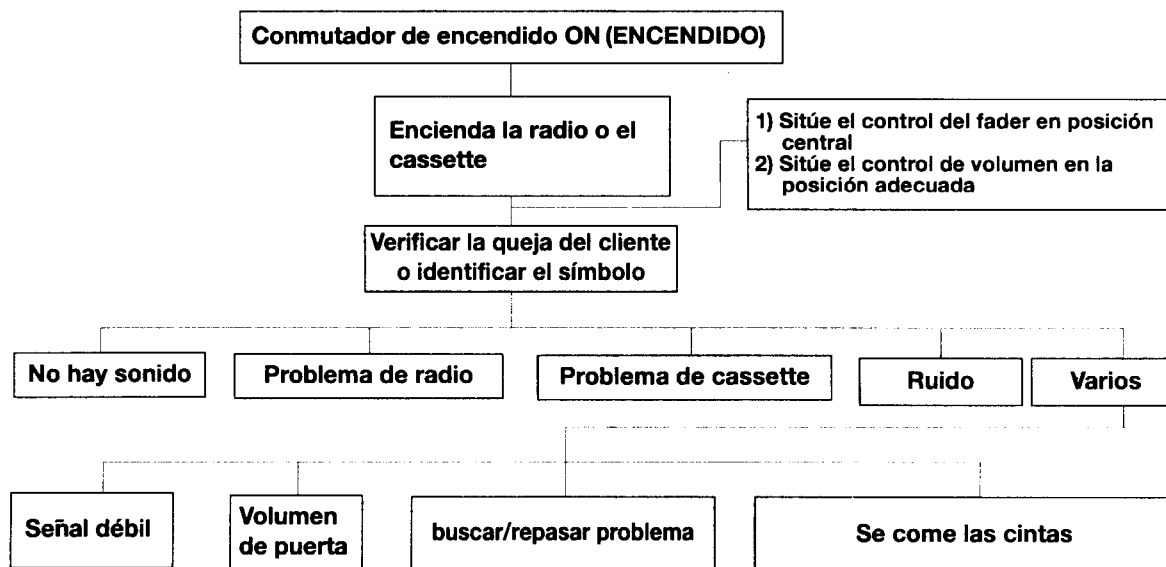 Conmutador de encendido ON (ENCENDIDO)
Encienda la radio o el
cassette
1) Sitúe el control del fader en posición
central
2) Sitúe el control de volumen en la
posición adecuada
Verificar la queja del cliente
o identificar el símbolo
No hay sonido
Problema de radio
Problema de cassette
Ruido
Varios
Señal débil
Volumen
de puerta
buscar/repasar problema
Se come las cintas